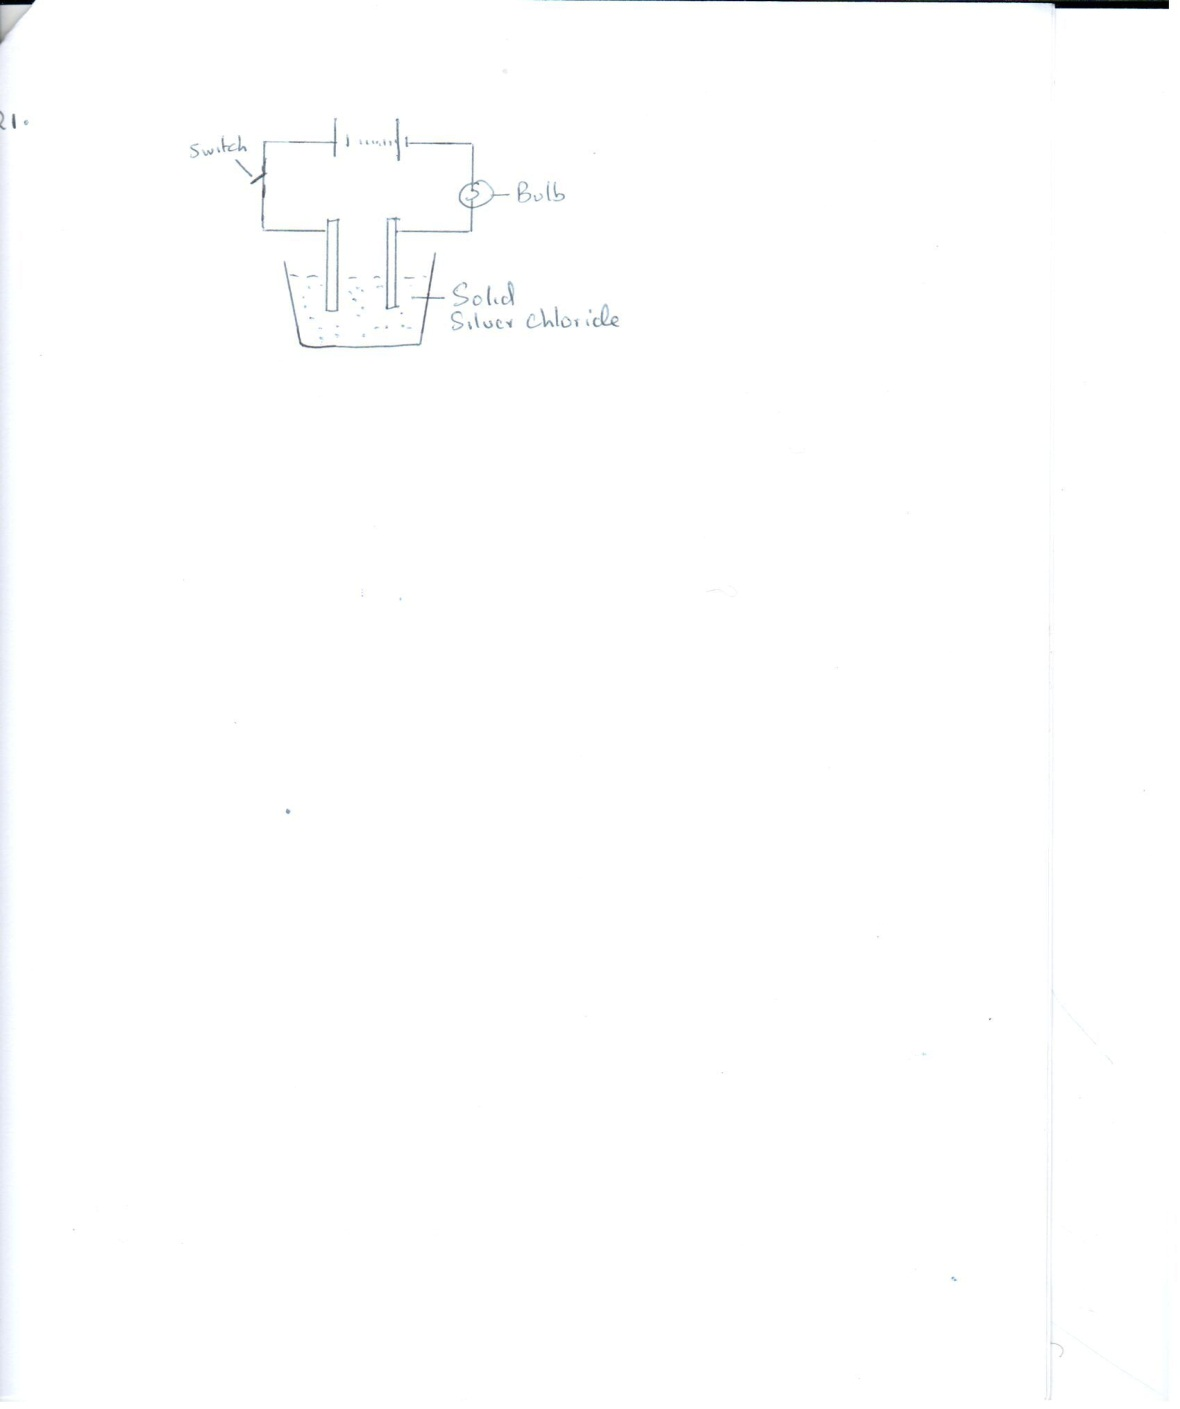 21.
Switch
Bulb
Solid
Silver chloride